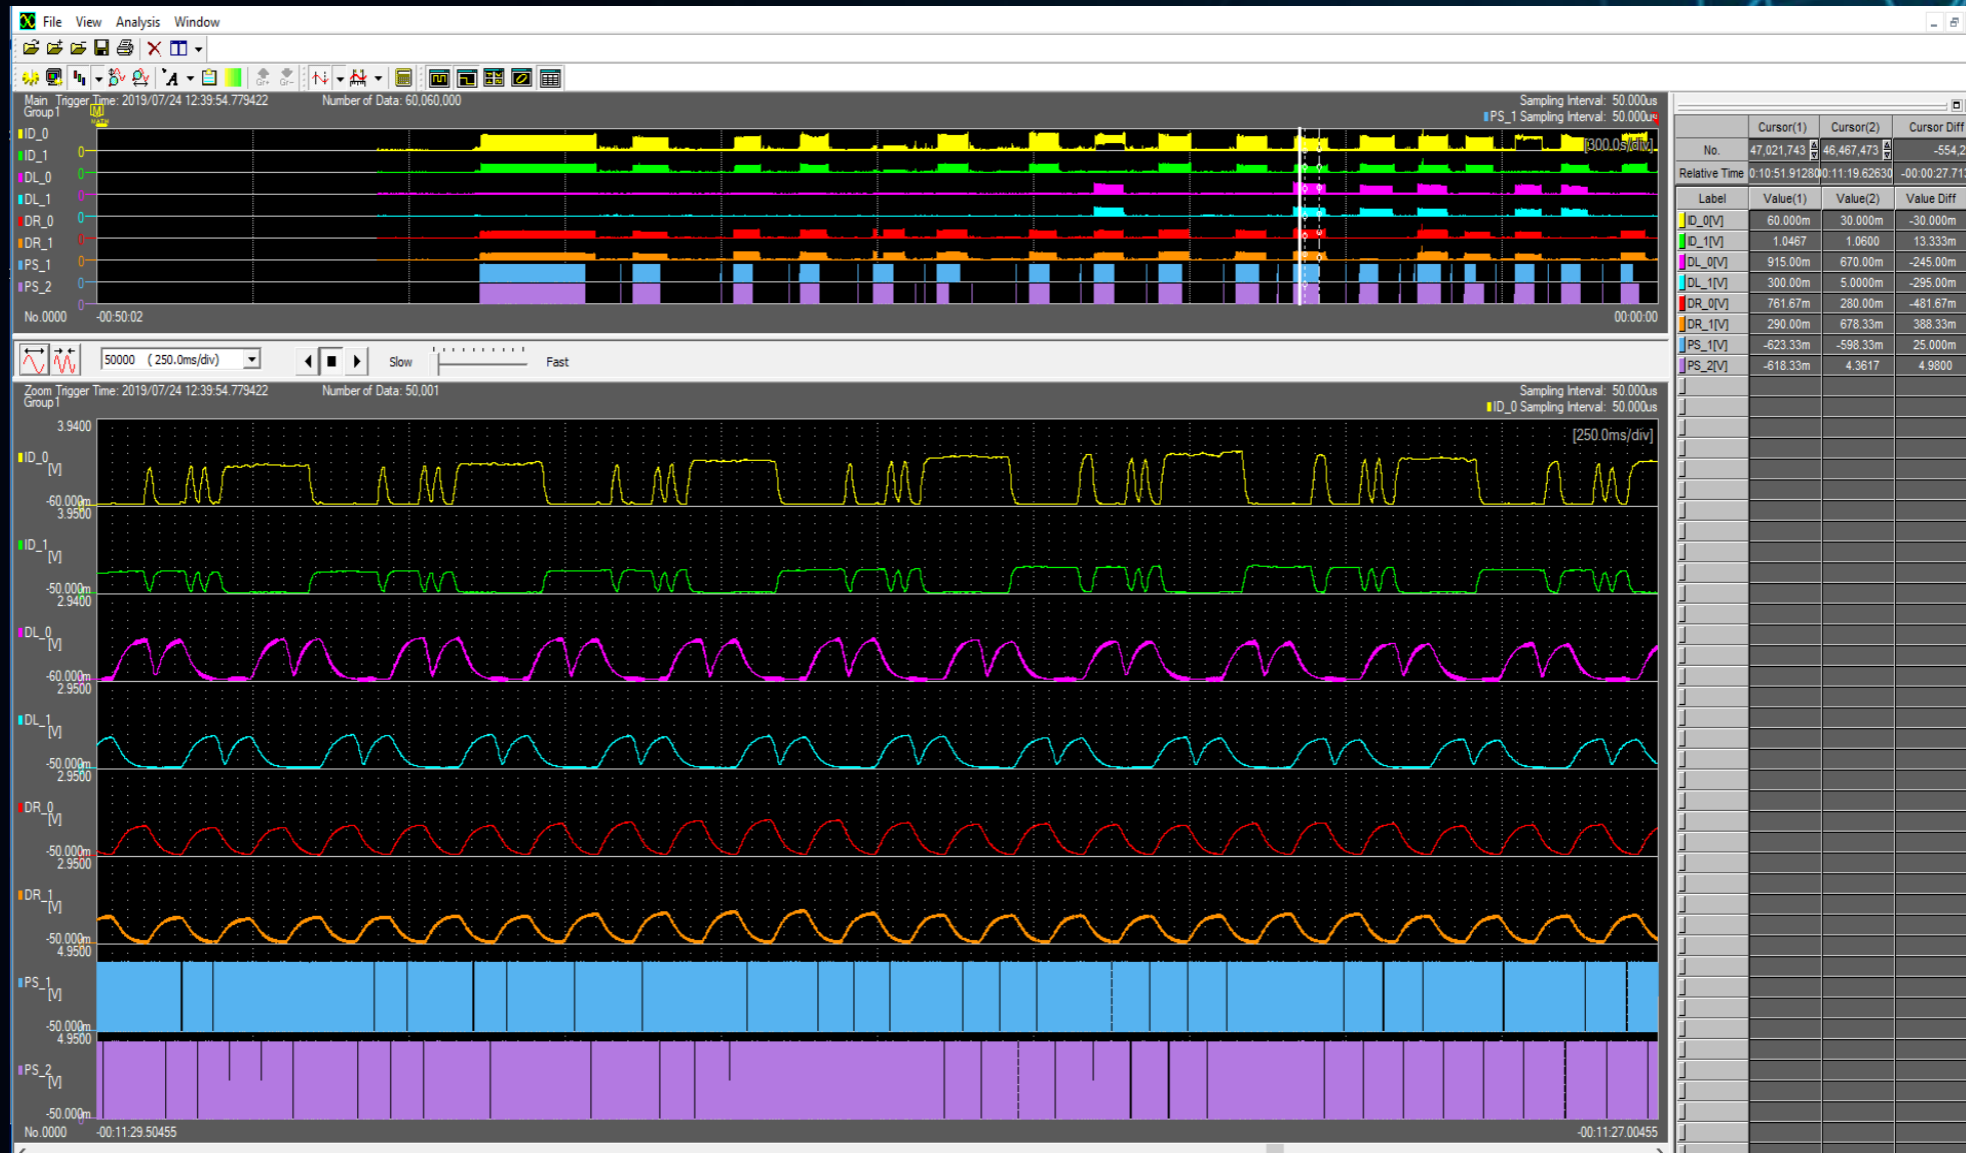 File View Analysis Window
Main Trigger Time: 2019/07/24 12:39:54.779422 Number of Data: 60,060,000 Sampling Interval: 50.000us
Group1 PS_1 Sampling Interval: 50.000us
M
MATH
ID_0 0
[300.0s/div]
ID_1 0
DL_0 0
DL_1 0
DR_0 0
DR_1 0
PS_1 0
PS_2 0
No.0000 -00:50:02 00:00:00
50000 ( 250.0ms/div) Slow Fast
Zoom Trigger Time: 2019/07/24 12:39:54.779422 Number of Data: 50,001 Sampling Interval: 50.000us
Group1 ID_0 Sampling Interval: 50.000us
3.9400 [250.0ms/div]
ID_0 [V]
-60.000m
3.9500
ID_1 [V]
-50.000m
2.9400
DL_0 [V]
-60.000m
2.9500
DL_1 [V]
-50.000m
2.9500
DR_0 [V]
-50.000m
2.9500
DR_1 [V]
-50.000m
4.9500
PS_1 [V]
-50.000m
4.9500
PS_2 [V]
-50.000m
No.0000 -00:11:29.50455 -00:11:27.00455
Cursor(1) Cursor(2) Cursor Diff
No. 47,021,743 46,467,473 -554,2
Relative Time 0:10:51.91280 0:11:19.62630 -00:00:27.713
Label Value(1) Value(2) Value Diff
ID_0[V] 60.000m 30.000m -30.000m
ID_1[V] 1.0467 1.0600 13.333m
DL_0[V] 915.00m 670.00m -245.00m
DL_1[V] 300.00m 5.0000m -295.00m
DR_0[V] 761.67m 280.00m -481.67m
DR_1[V] 290.00m 678.33m 388.33m
PS_1[V] -623.33m -598.33m 25.000m
PS_2[V] -618.33m 4.3617 4.9800